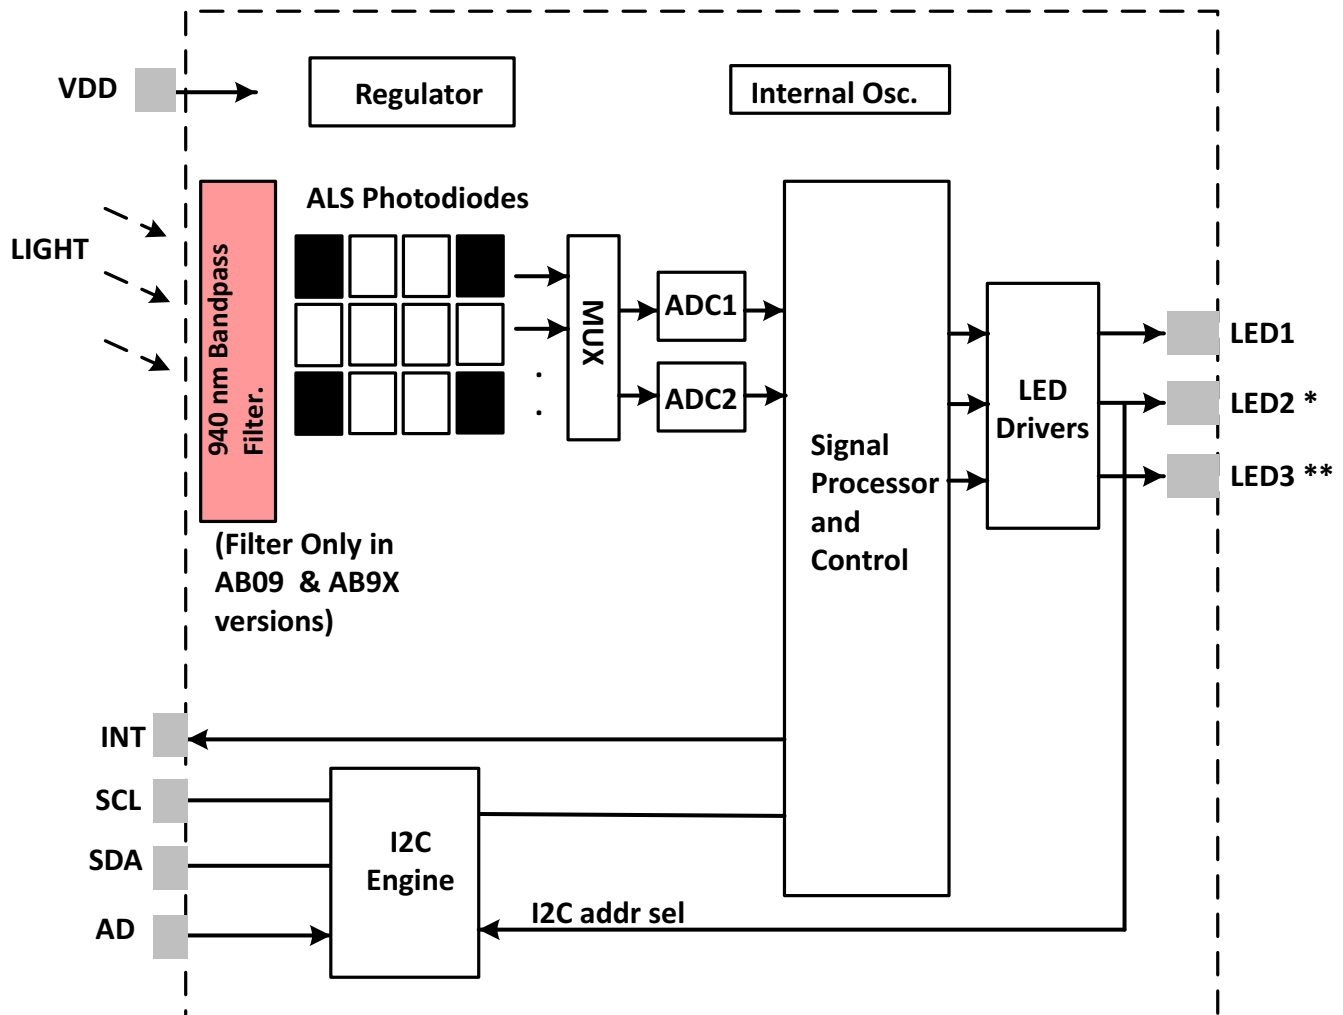 VDD
Regulator
Internal Osc.
ALS Photodiodes
LIGHT
940 nm Bandpass
Filter.
MUX
ADC1
ADC2
Signal
Processor
and
Control
LED
Drivers
LED1
LED2 *
LED3 **
(Filter Only in
AB09 & AB9X
versions)
INT
SCL
SDA
AD
I2C
Engine
I2C addr sel